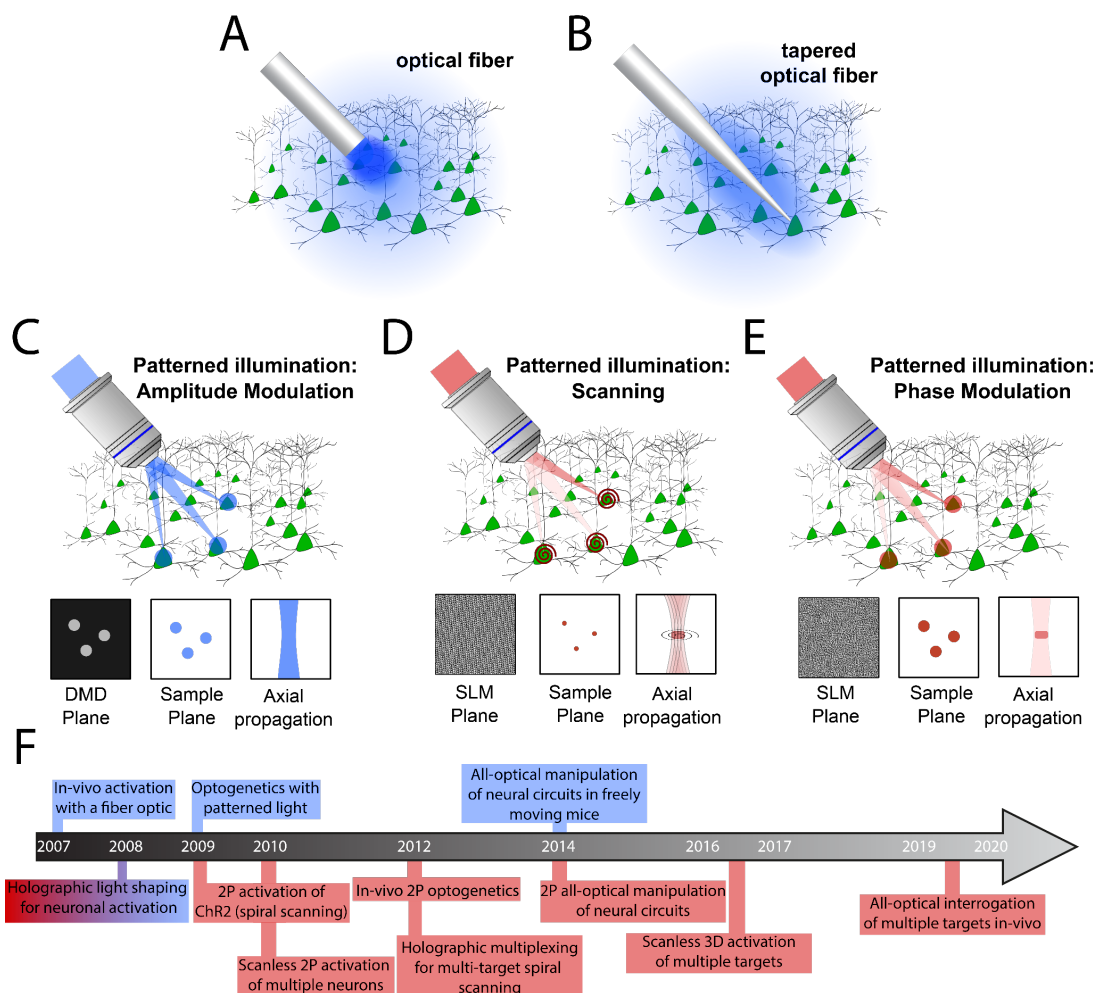 A
optical fiber
B
tapered
optical fiber
C
Patterned illumination:
Amplitude Modulation
DMD
Plane
Sample
Plane
Axial
propagation
D
Patterned illumination:
Scanning
SLM
Plane
Sample
Plane
Axial
propagation
E
Patterned illumination:
Phase Modulation
SLM
Plane
Sample
Plane
Axial
propagation
F
In-vivo activation
with a fiber optic
Optogenetics with
patterned light
All-optical manipulation
of neural circuits in freely
moving mice
2007
2008
2009
2010
2012
2014
2016
2017
2019
2020
Holographic light shaping
for neuronal activation
2P activation of
ChR2 (spiral scanning)
Scanless 2P activation
of multiple neurons
In-vivo 2P optogenetics
Holographic multiplexing
for multi-target spiral
scanning
2P all-optical manipulation
of neural circuits
Scanless 3D activation
of multiple targets
All-optical interrogation
of multiple targets in-vivo